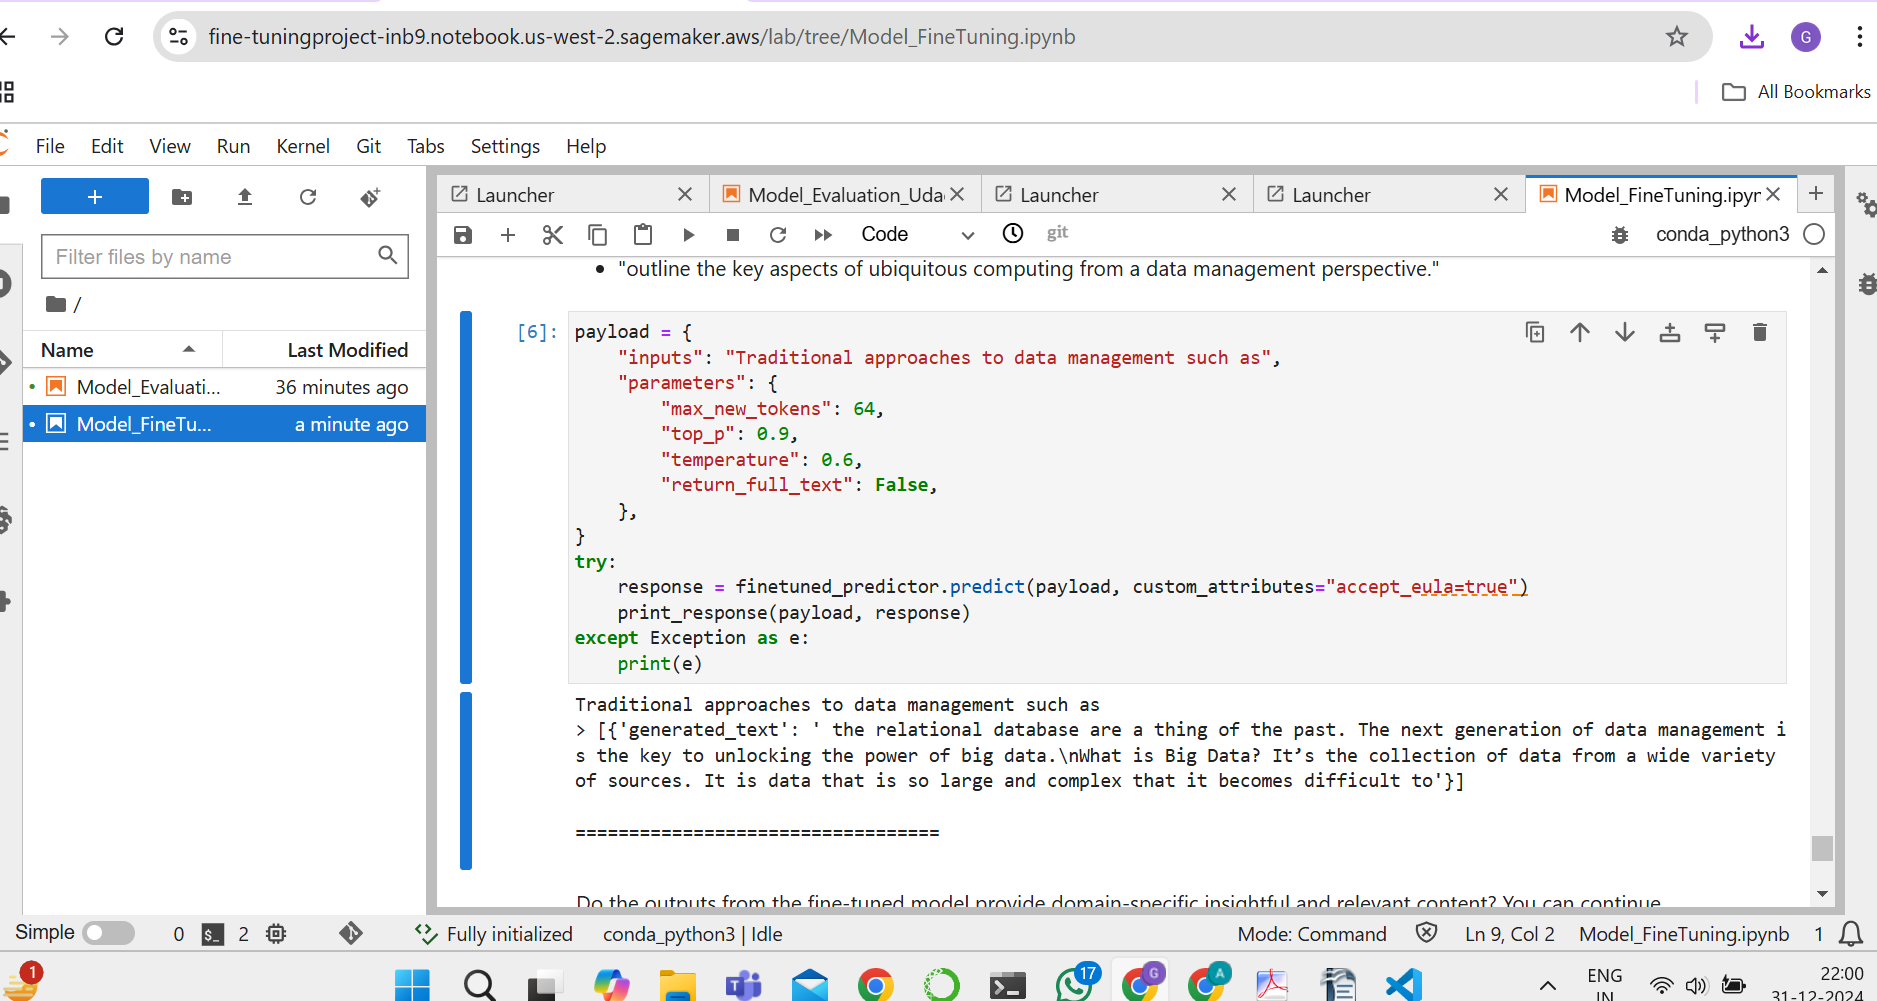 fine-tuningproject-inb9.notebook.us-west-2.sagemaker.aws/lab/tree/Model_FineTuning.ipynb
G
All Bookmarks
File Edit View Run Kernel Git Tabs Settings Help
Launcher Model_Evaluation_Uda Launcher Launcher Model_FineTuning.ipyn
Code git conda_python3
Filter files by name
/
Name Last Modified
Model_Evaluati... 36 minutes ago
Model_FineTu... a minute ago
• "outline the key aspects of ubiquitous computing from a data management perspective."
[6]: payload = {
"inputs": "Traditional approaches to data management such as",
"parameters": {
"max_new_tokens": 64,
"top_p": 0.9,
"temperature": 0.6,
"return_full_text": False,
},
}
try:
response = finetuned_predictor.predict(payload, custom_attributes="accept_eula=true")
print_response(payload, response)
except Exception as e:
print(e)
Traditional approaches to data management such as
> [{'generated_text': ' the relational database are a thing of the past. The next generation of data management i
s the key to unlocking the power of big data.\nWhat is Big Data? It’s the collection of data from a wide variety
of sources. It is data that is so large and complex that it becomes difficult to'}]
==================================
Do the outputs from the fine-tuned model provide domain-specific insightful and relevant content? You can continue
Simple 0 $_ 2 Fully initialized conda_python3 | Idle Mode: Command Ln 9, Col 2 Model_FineTuning.ipynb 1
1 17 G A ENG 22:00
IN 31-12-2024